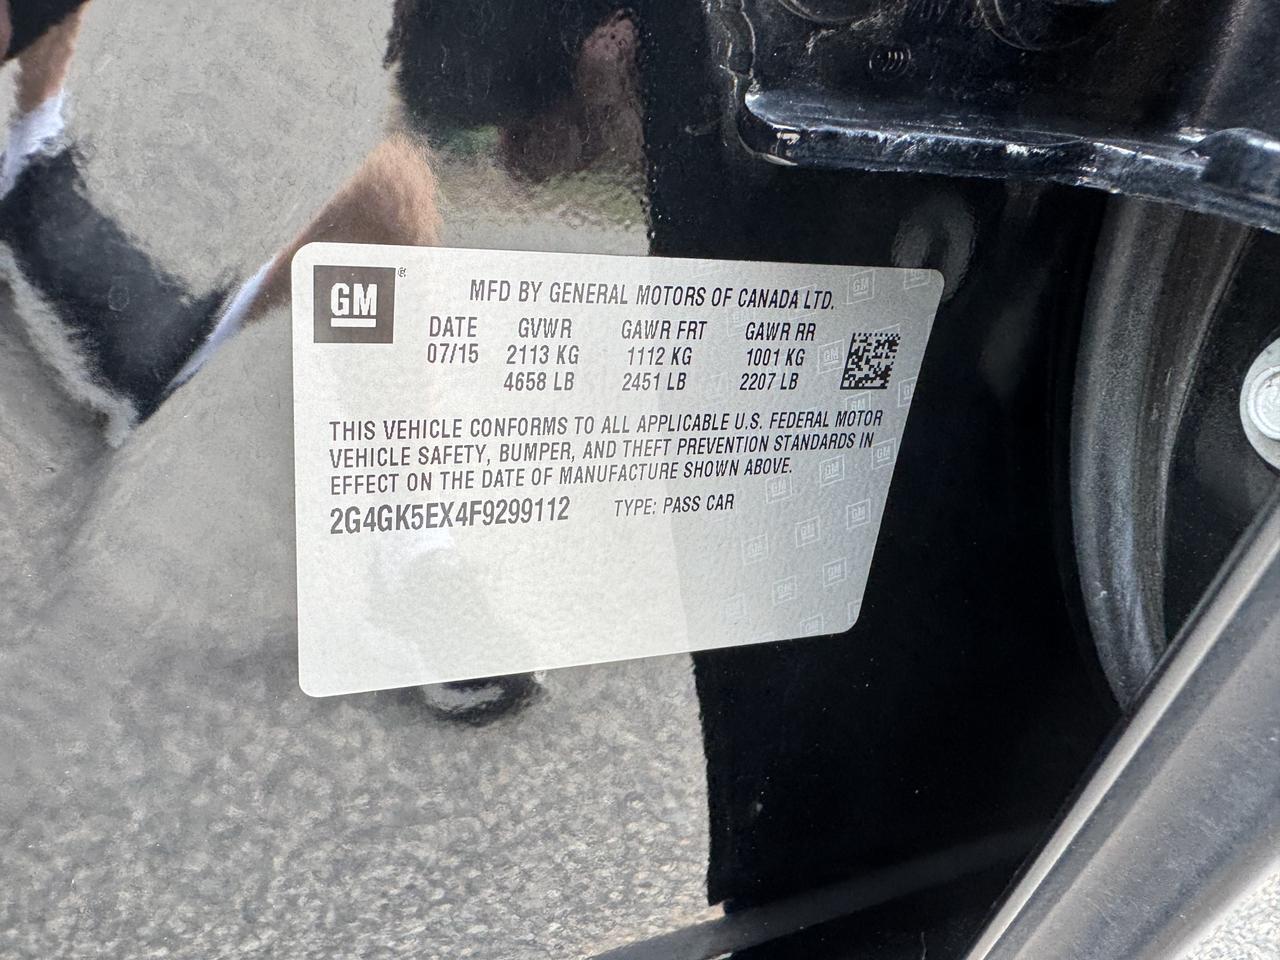 GM
MFD BY GENERAL MOTORS OF CANADA LTD.
DATE GVWR GAWR FRT GAWR RR
07/15 2113 KG 1112 KG 1001 KG
4658 LB 2451 LB 2207 LB
THIS VEHICLE CONFORMS TO ALL APPLICABLE U.S. FEDERAL MOTOR
VEHICLE SAFETY, BUMPER, AND THEFT PREVENTION STANDARDS IN
EFFECT ON THE DATE OF MANUFACTURE SHOWN ABOVE.
2G4GK5EX4F9299112 TYPE: PASS CAR